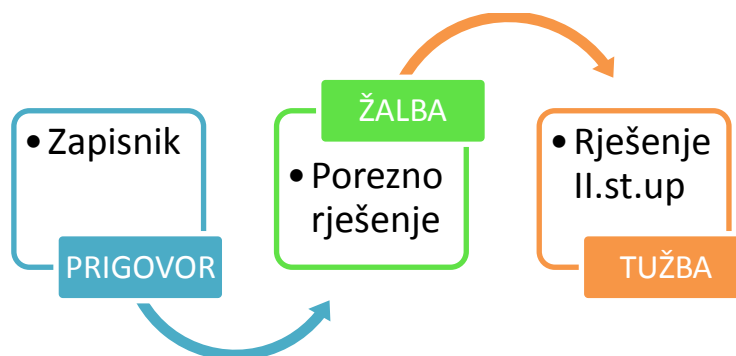 • Zapisnik
PRIGOVOR
ŽALBA
• Porezno
rješenje
• Rješenje
II.st.up
TUŽBA